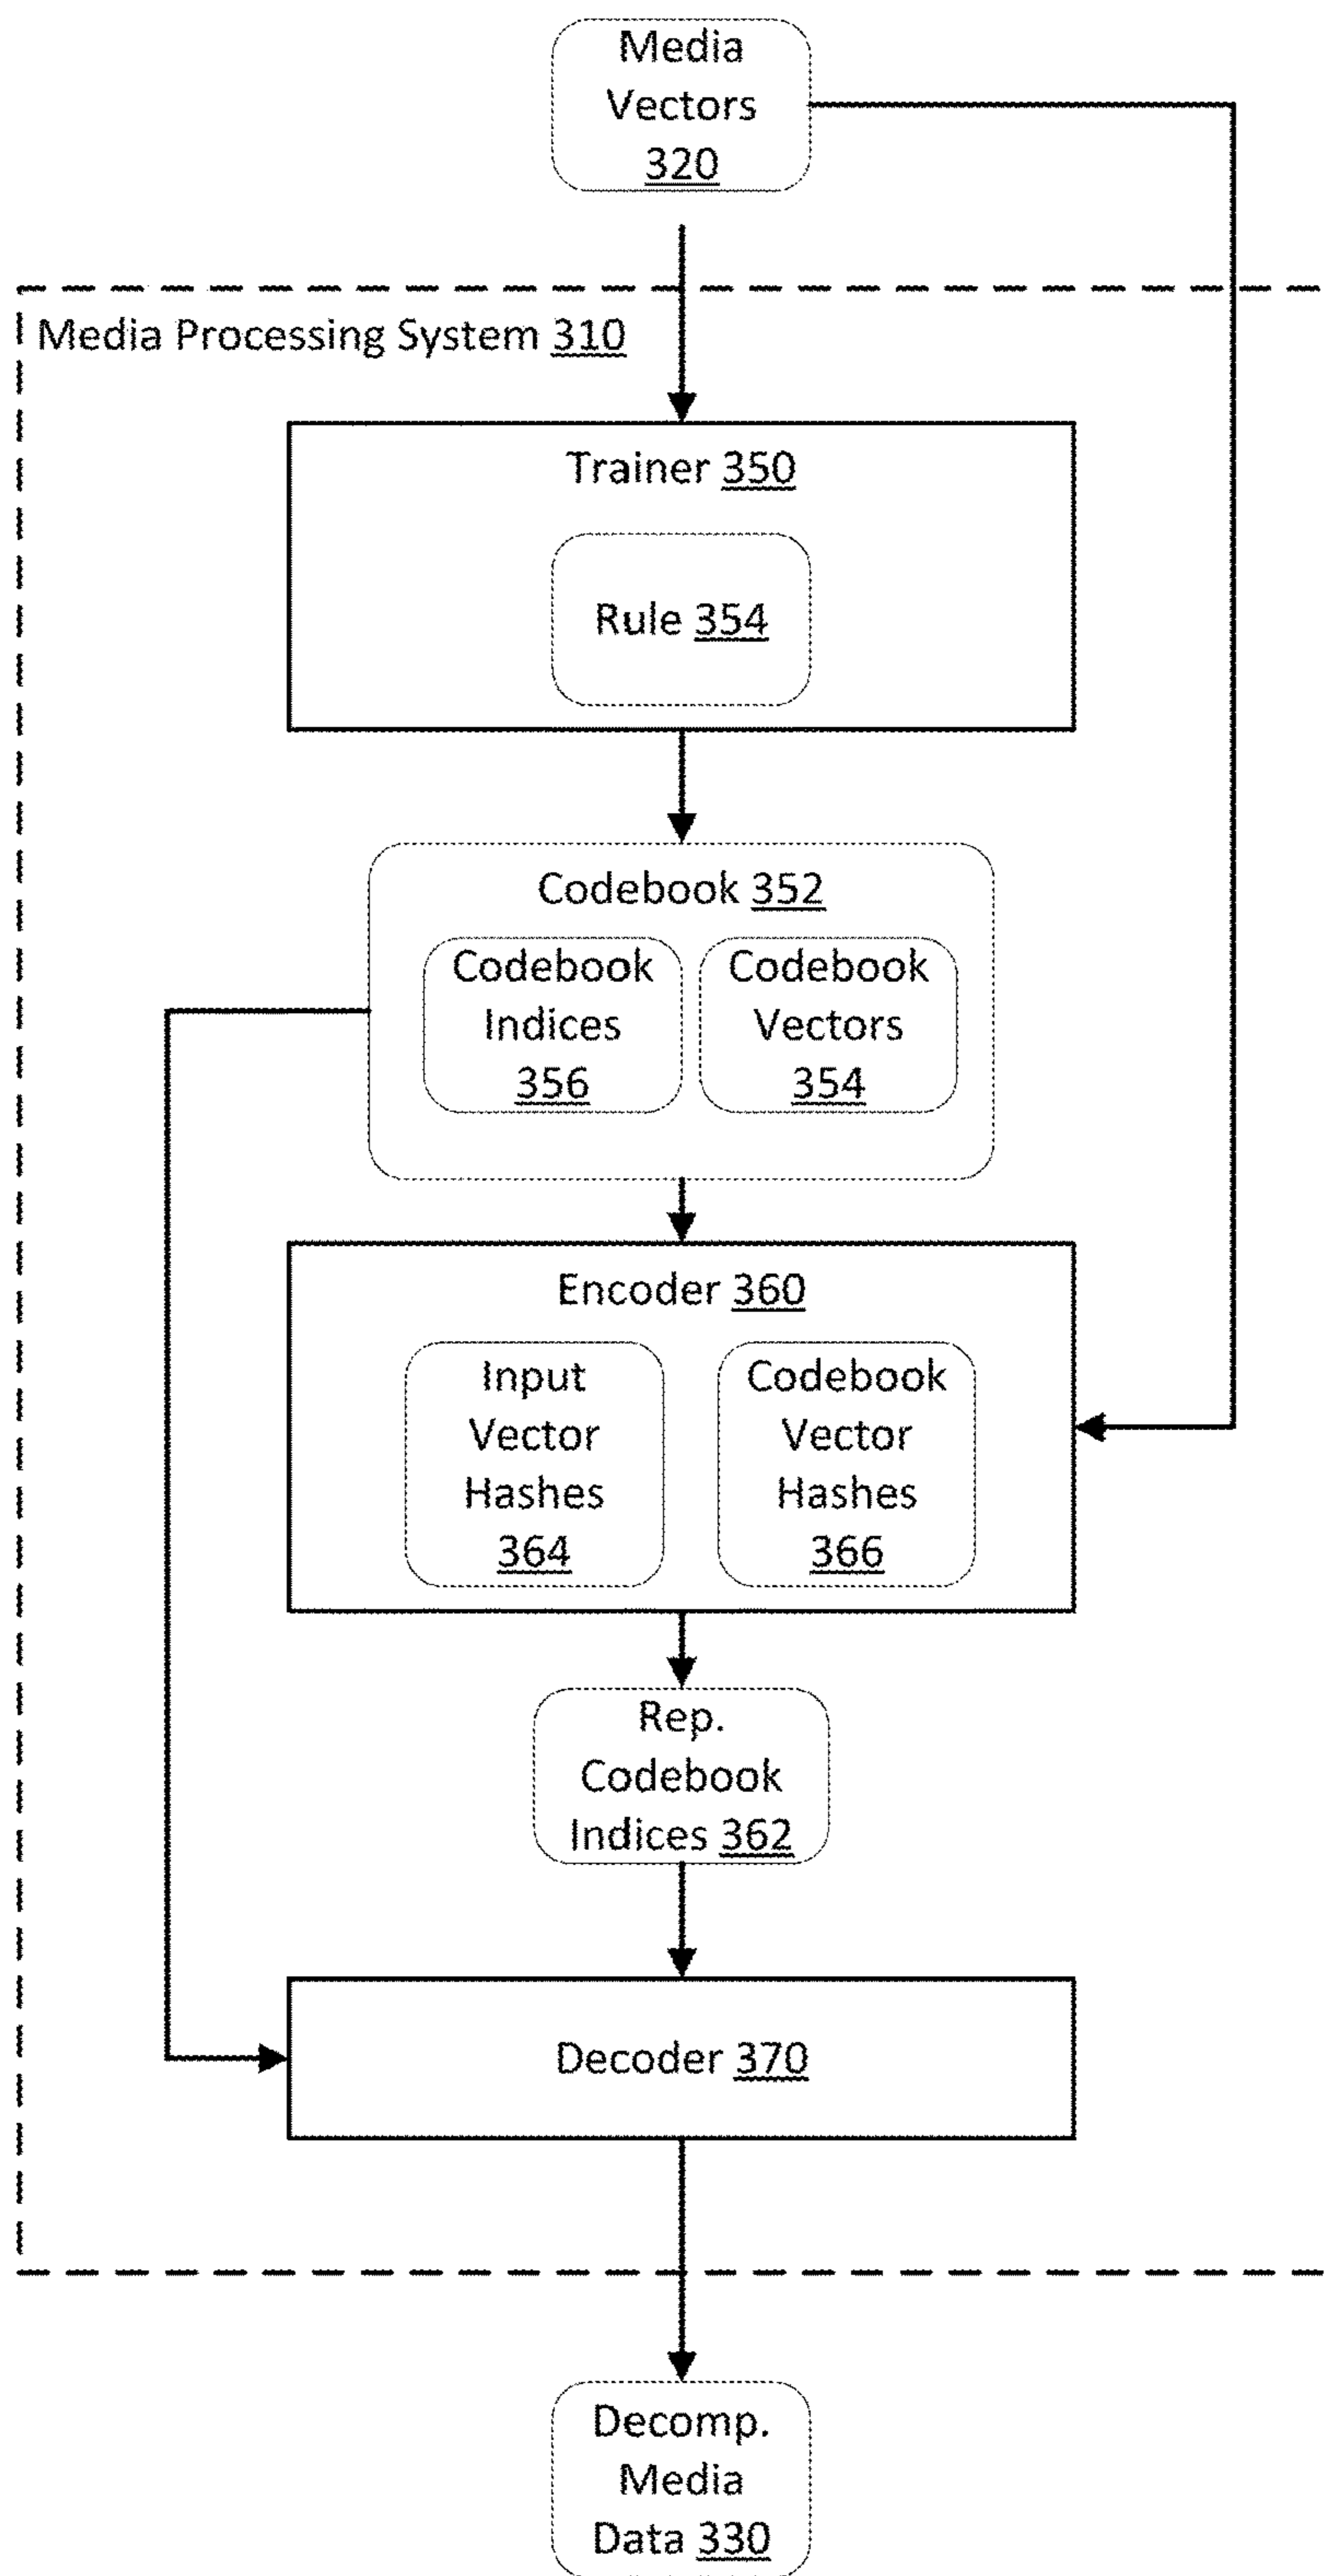 Media
Vectors
320
Media Processing System 310
Trainer 350
Rule 354
Codebook 352
Codebook
Indices
356
Codebook
Vectors
354
Encoder 360
Input
Vector
Hashes
364
Codebook
Vector
Hashes
366
Rep.
Codebook
Indices 362
Decoder 370
Decomp.
Media
Data 330